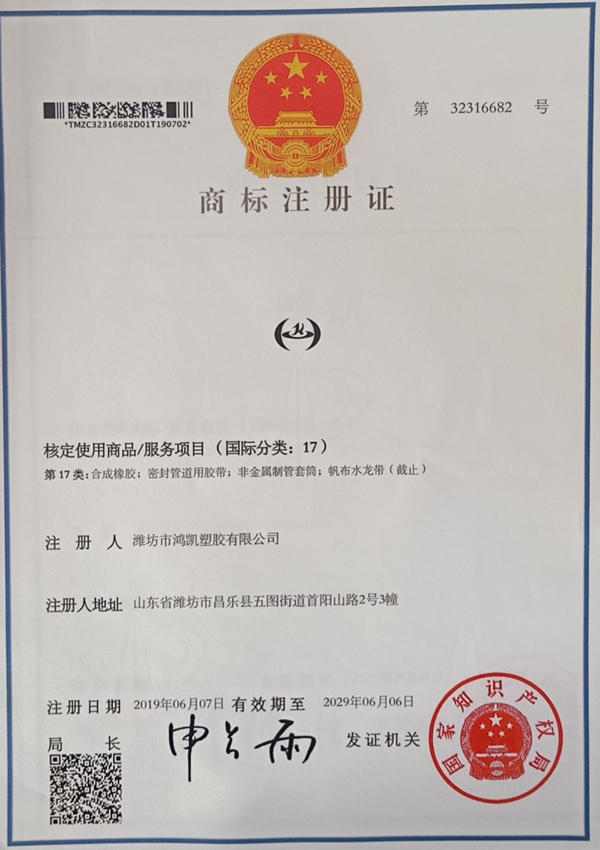 第 32316682 号
*TMZC32316682D01T190702*
商标注册证
核定使用商品/服务项目（国际分类：17）
第17类：合成橡胶；密封管道用胶带；非金属制管套筒；帆布水龙带（截止）
注册人 潍坊市鸿凯塑胶有限公司
注册人地址 山东省潍坊市昌乐县五图街道首阳山路2号3幢
注册日期 2019年06月07日 有效期至 2029年06月06日
局长 申长雨 发证机关
国家知识产权局